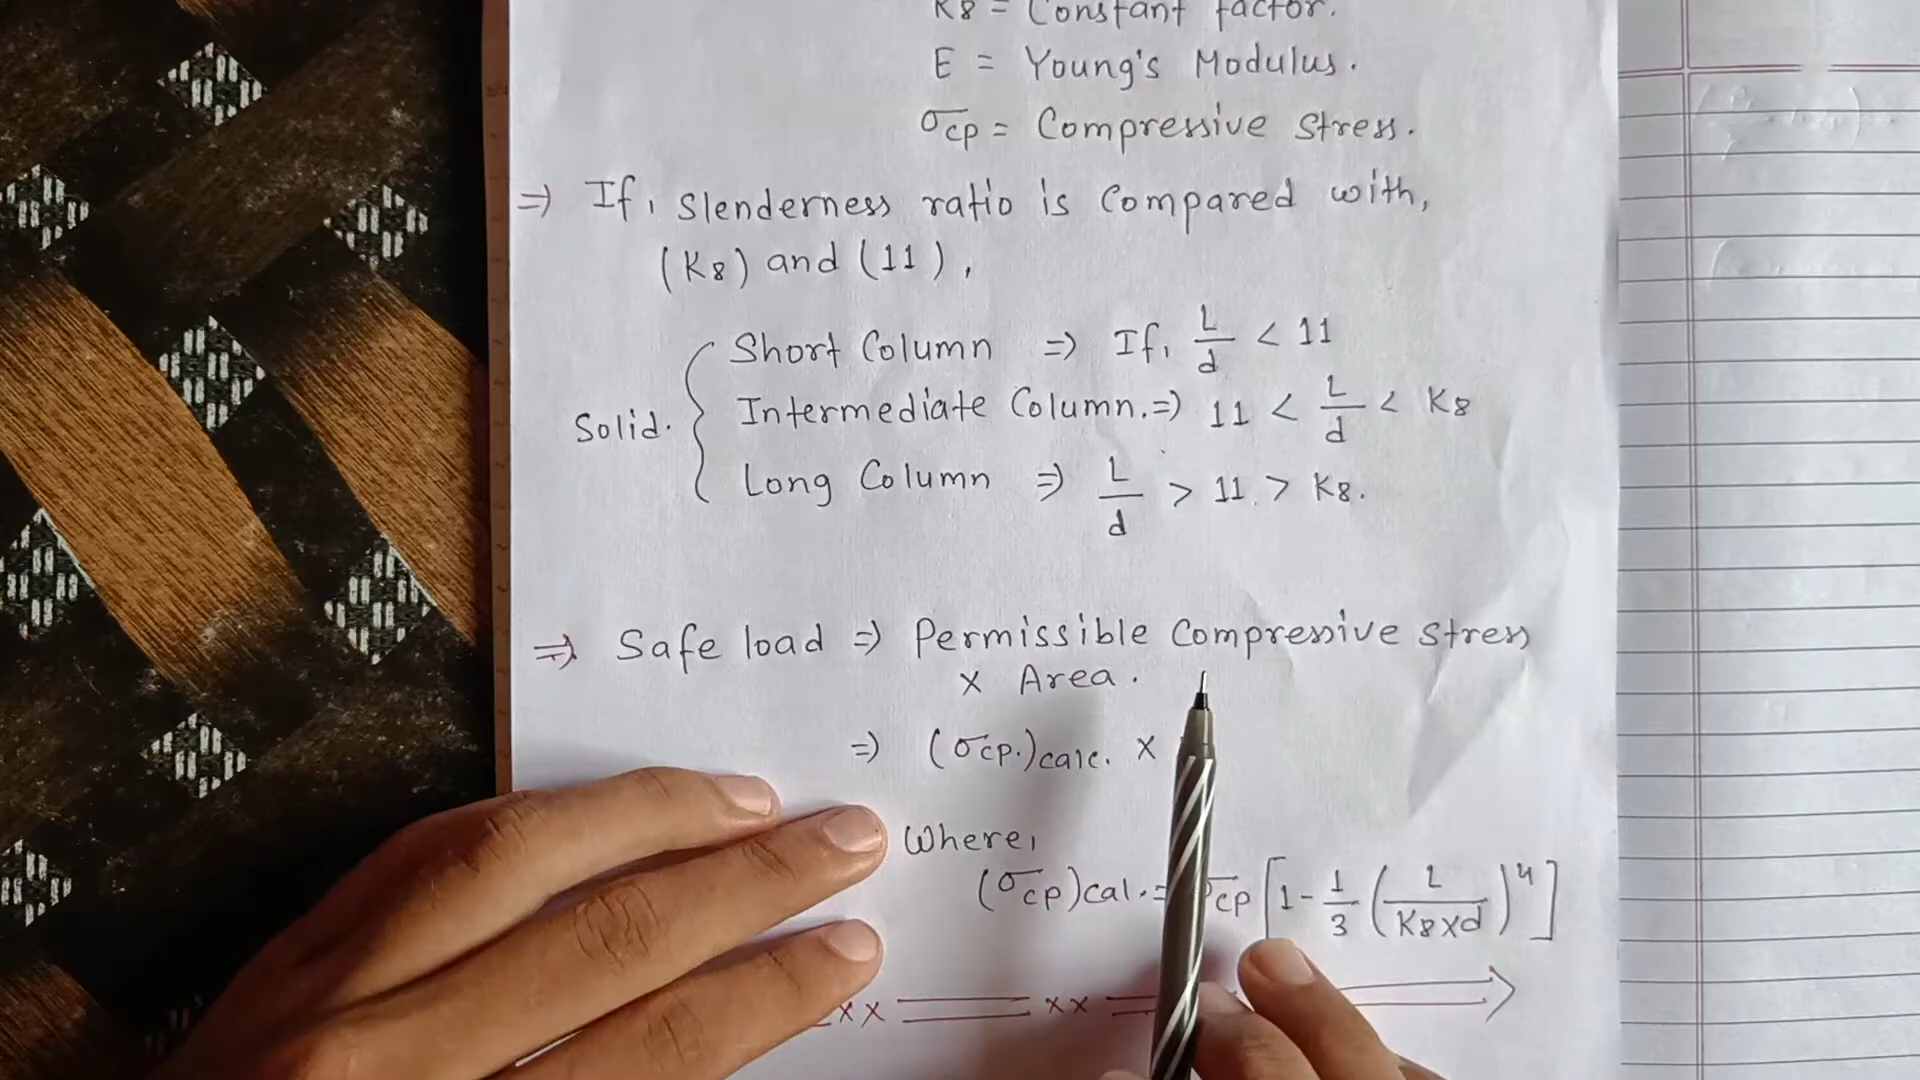 K8 = Constant factor.
E = Young's Modulus.
σcp = Compressive Stress.
⇒ If, Slenderness ratio is Compared with,
(K8) and (11),
Solid. { Short Column ⇒ If, L/d < 11
Intermediate Column. ⇒ 11 < L/d < K8
Long Column ⇒ L/d > 11 > K8.
⇒ Safe load ⇒ Permissible Compressive Stress
x Area.
⇒ (σcp.)calc. x
Where,
(σcp)cal. = σcp [1 - 1/3 (L/K8xd)^4]
xx == xx =